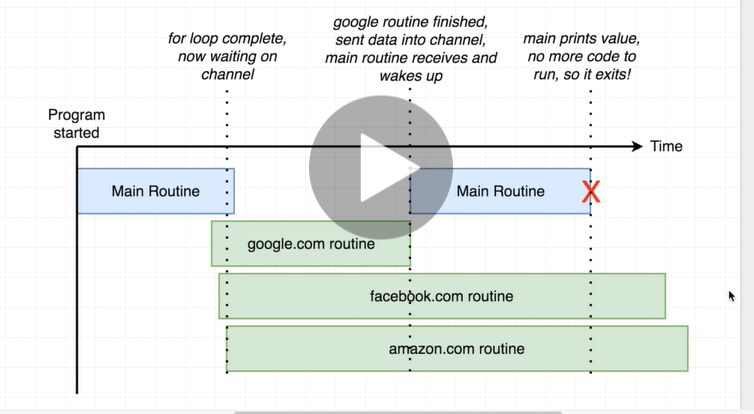 for loop complete,
now waiting on
channel
google routine finished,
sent data into channel,
main routine receives and
wakes up
main prints value,
no more code to
run, so it exits!
Program
started
Time
Main Routine
Main Routine
X
google.com routine
facebook.com routine
amazon.com routine